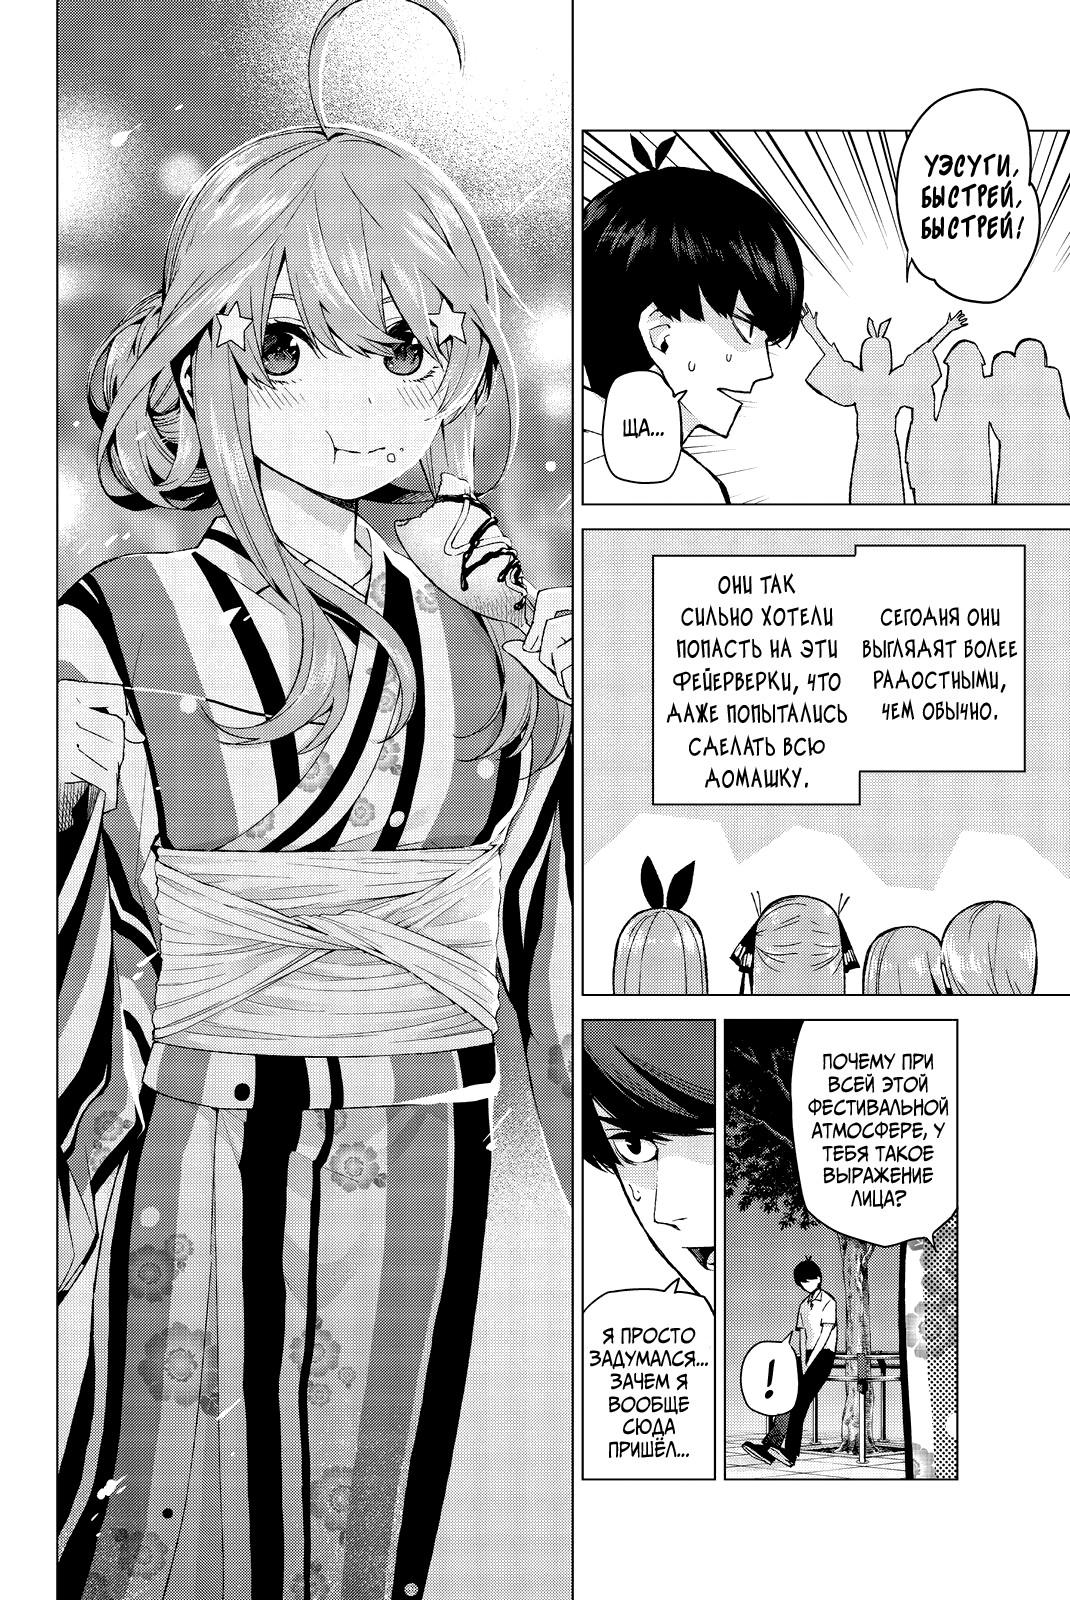 УЭСУГИ,
БЫСТРЕЙ,
БЫСТРЕЙ!
ЩА...
СЕГОДНЯ ОНИ
ВЫГЛЯДЯТ БОЛЕЕ
РАДОСТНЫМИ,
ЧЕМ ОБЫЧНО.
ОНИ ТАК
СИЛЬНО ХОТЕЛИ
ПОПАСТЬ НА ЭТИ
ФЕЙЕРВЕРКИ, ЧТО
ДАЖЕ ПОПЫТАЛИСЬ
СДЕЛАТЬ ВСЮ
ДОМАШКУ.
ПОЧЕМУ ПРИ
ВСЕЙ ЭТОЙ
ФЕСТИВАЛЬНОЙ
АТМОСФЕРЕ, У
ТЕБЯ ТАКОЕ
ВЫРАЖЕНИЕ
ЛИЦА?
!
Я ПРОСТО
ЗАДУМАЛСЯ...
ЗАЧЕМ Я
ВООБЩЕ
СЮДА
ПРИШЁЛ...